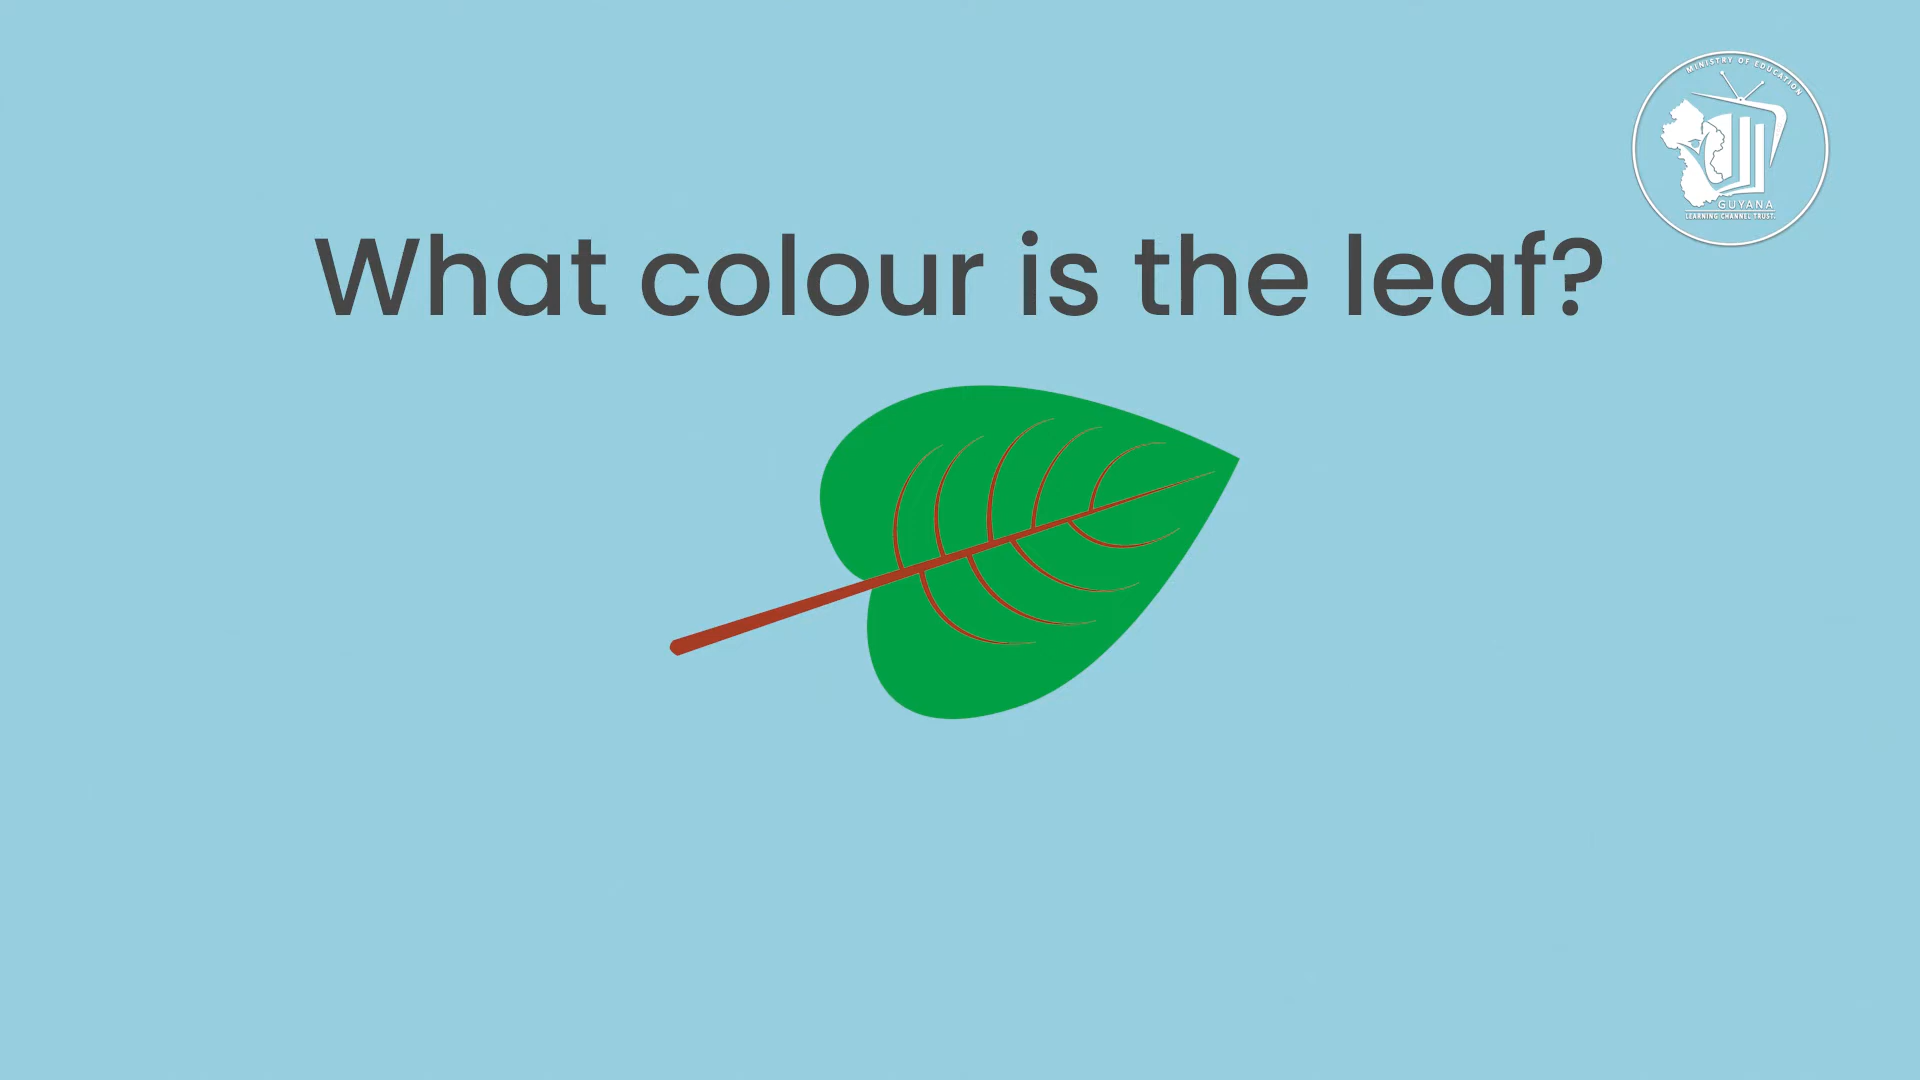 MINISTRY OF EDUCATION
GUYANA
LEARNING CHANNEL TRUST.
What colour is the leaf?